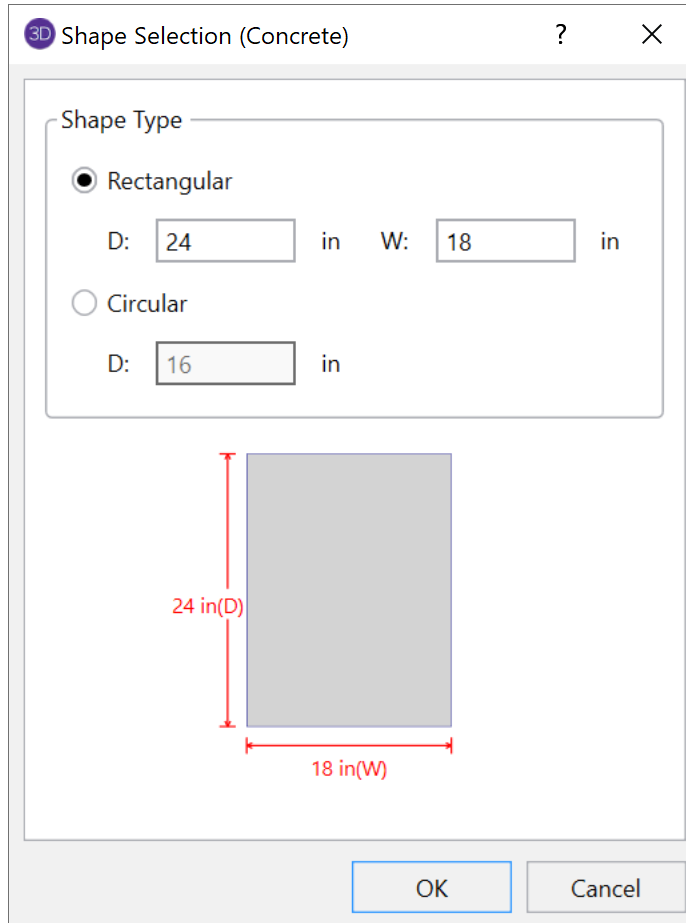 3D Shape Selection (Concrete) ?
Shape Type
Rectangular
D: 24 in W: 18 in
Circular
D: 16 in
24 in(D)
18 in(W)
OK Cancel